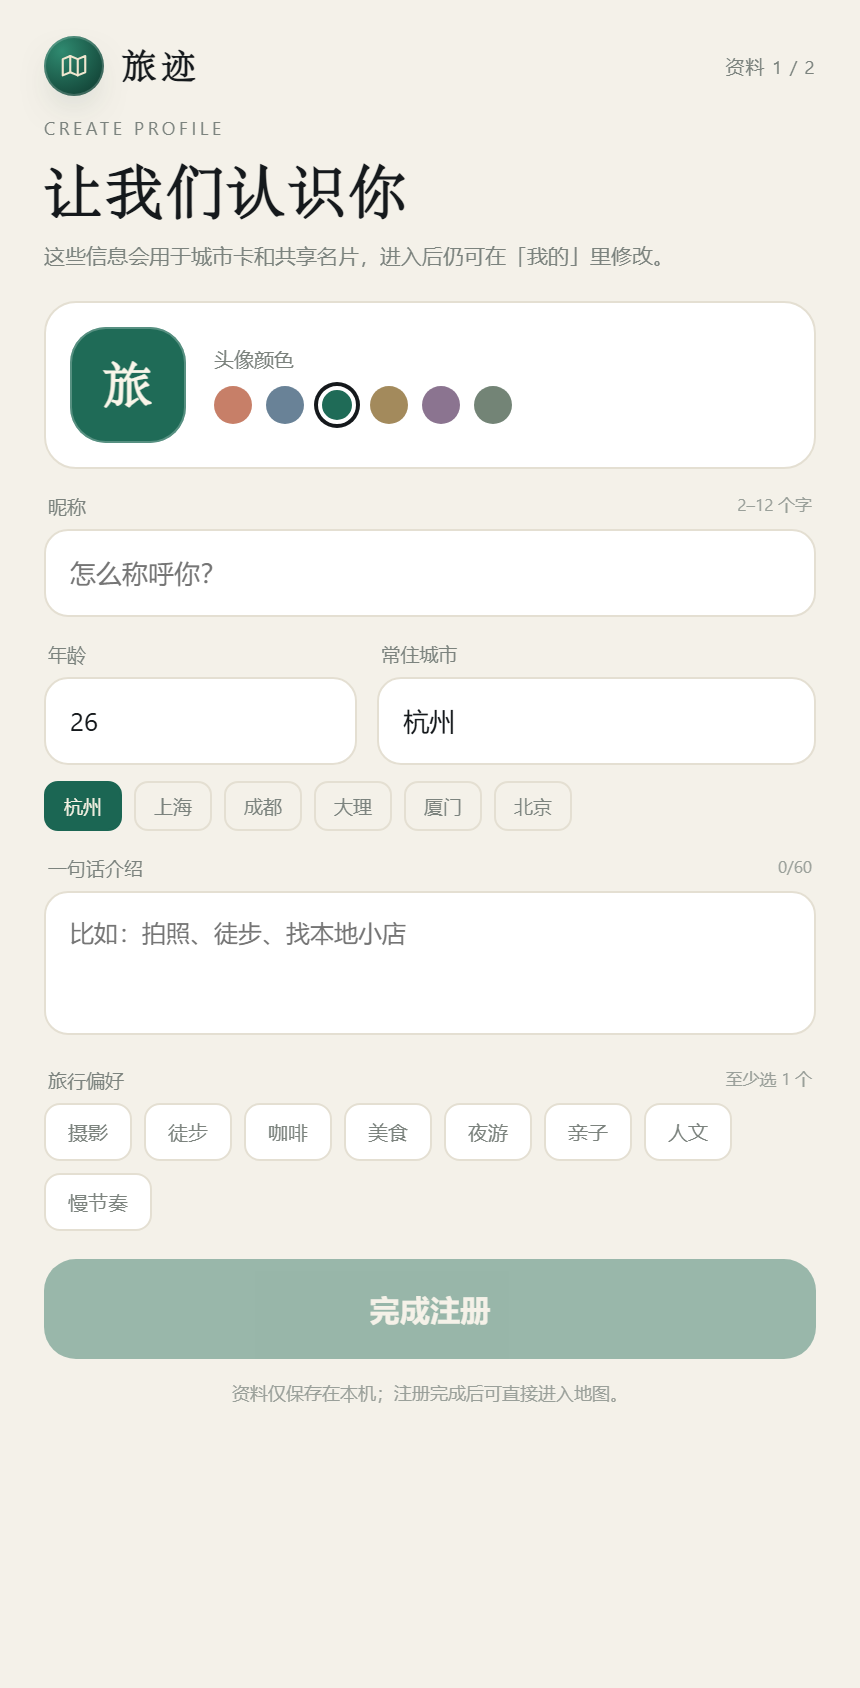 旅迹
资料 1 / 2
CREATE PROFILE
让我们认识你
这些信息会用于城市卡和共享名片，进入后仍可在「我的」里修改。
旅
头像颜色
昵称
2–12 个字
怎么称呼你？
年龄
常住城市
26
杭州
杭州 上海 成都 大理 厦门 北京
一句话介绍
0/60
比如：拍照、徒步、找本地小店
旅行偏好
至少选 1 个
摄影 徒步 咖啡 美食 夜游 亲子 人文
慢节奏
完成注册
资料仅保存在本机；注册完成后可直接进入地图。